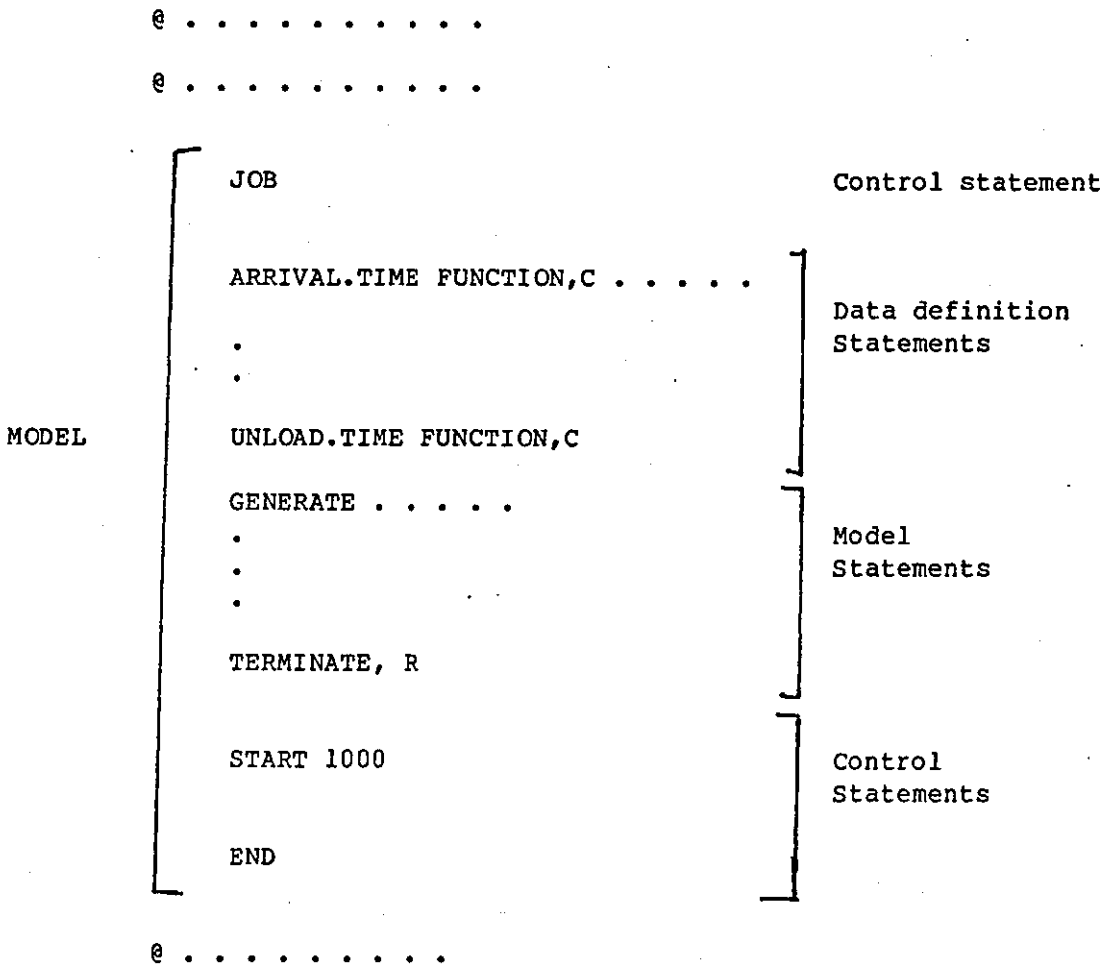 @ . . . . . . . . . . .
@ . . . . . . . . . . .
JOB Control statement
ARRIVAL.TIME FUNCTION,C . . . . .
Data definition
Statements
.
.
MODEL UNLOAD.TIME FUNCTION,C
GENERATE . . . . .
.
Model
.
Statements
.
TERMINATE, R
START 1000 Control
Statements
END
@ . . . . . . . . . .